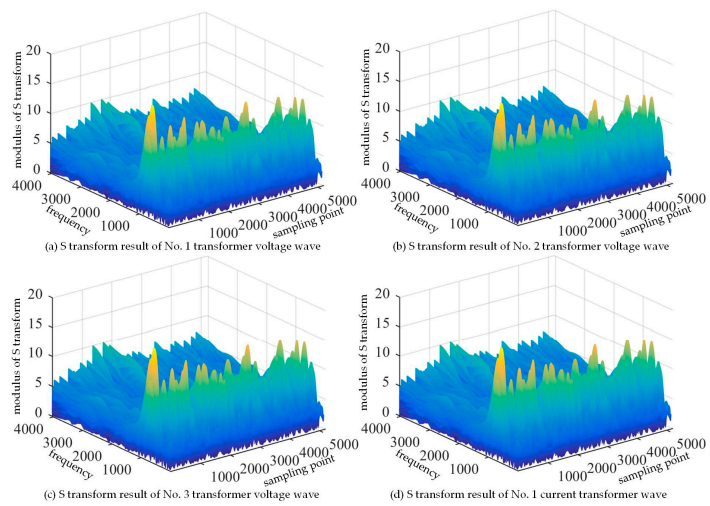 20
15
10
5
0
modulus of S transform
4000
3000
2000
1000
frequency
1000 2000 3000 4000 5000
sampling point
(a) S transform result of No. 1 transformer voltage wave
20
15
10
5
0
modulus of S transform
4000
3000
2000
1000
frequency
1000 2000 3000 4000 5000
sampling point
(b) S transform result of No. 2 transformer voltage wave
20
15
10
5
0
modulus of S transform
4000
3000
2000
1000
frequency
1000 2000 3000 4000 5000
sampling point
(c) S transform result of No. 3 transformer voltage wave
20
15
10
5
0
modulus of S transform
4000
3000
2000
1000
frequency
1000 2000 3000 4000 5000
sampling point
(d) S transform result of No. 1 current transformer wave